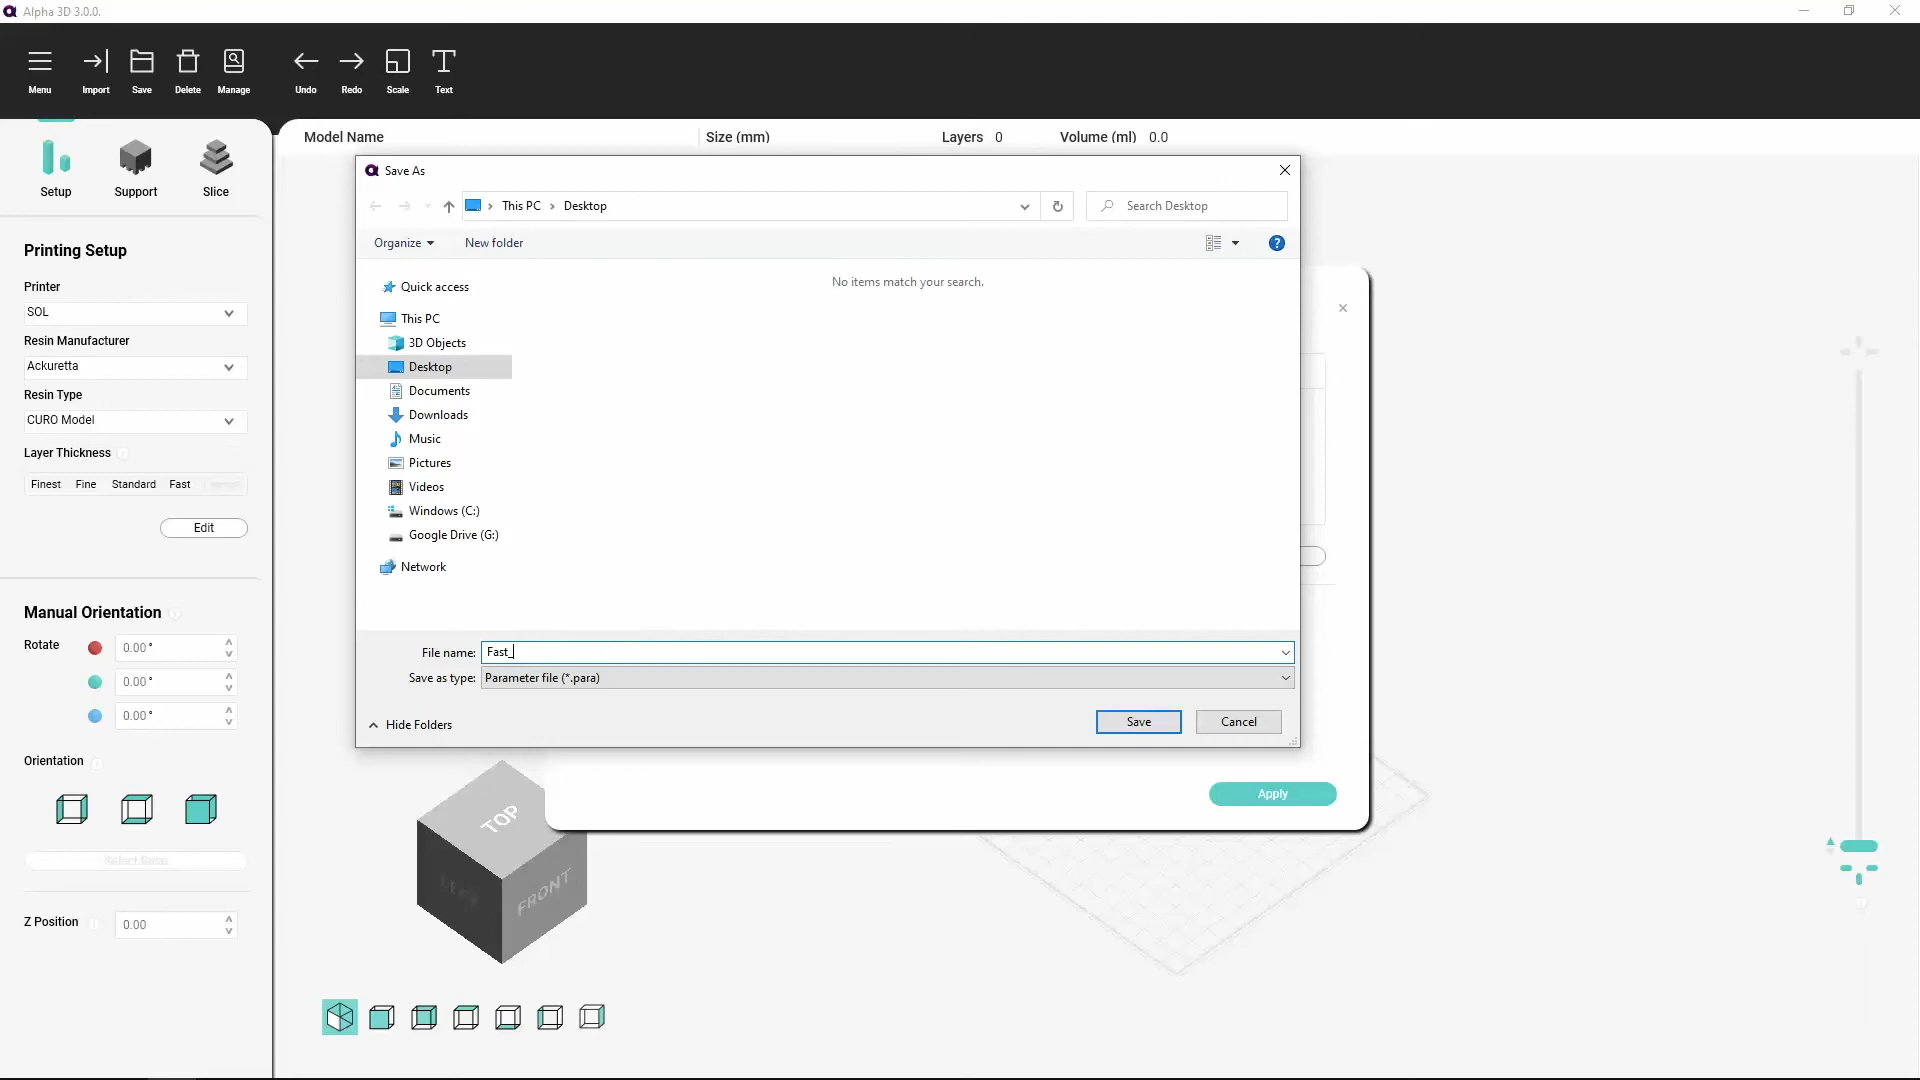 Alpha 3D 3.0.0.
Menu
Import
Save
Delete
Manage
Undo
Redo
Scale
Text
Setup
Support
Slice
Model Name
Size (mm)
Layers 0
Volume (ml) 0.0
Printing Setup
Printer
SOL
Resin Manufacturer
Ackuretta
Resin Type
CURO Model
Layer Thickness
Finest Fine Standard Fast
Edit
Manual Orientation
Rotate
0.00 °
0.00 °
0.00 °
Orientation
Select Base
Z Position
0.00
Save As
This PC > Desktop
Search Desktop
Organize
New folder
?
Quick access
This PC
3D Objects
Desktop
Documents
Downloads
Music
Pictures
Videos
Windows (C:)
Google Drive (G:)
Network
No items match your search.
File name: Fast_
Save as type: Parameter file (*.para)
Hide Folders
Save
Cancel
Apply
TOP
LEFT
FRONT